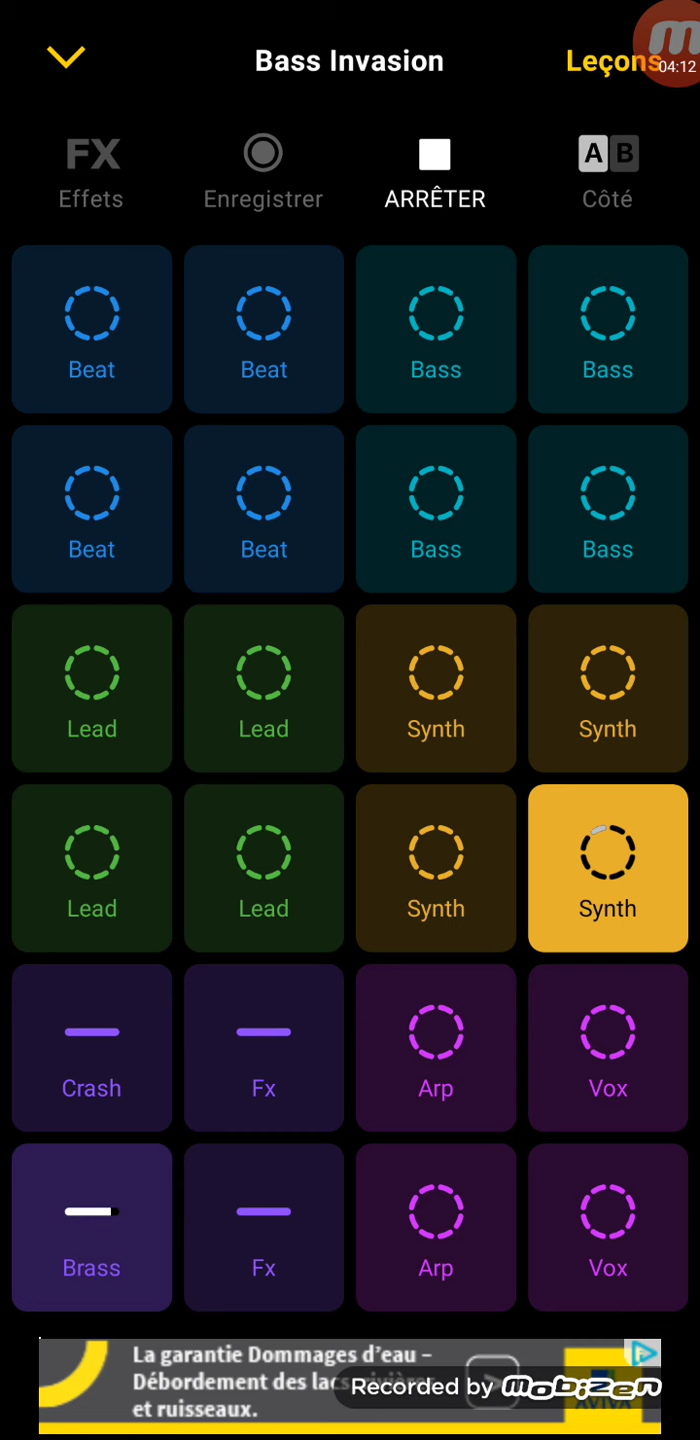 Bass Invasion
Leçons
04:12
FX
Effets
Enregistrer
ARRÊTER
A B
Côté
Beat Beat Bass Bass
Beat Beat Bass Bass
Lead Lead Synth Synth
Lead Lead Synth Synth
Crash Fx Arp Vox
Brass Fx Arp Vox
La garantie Dommages d'eau –
Débordement des lacs, rivières
et ruisseaux.
Recorded by mobizen
AVIVA